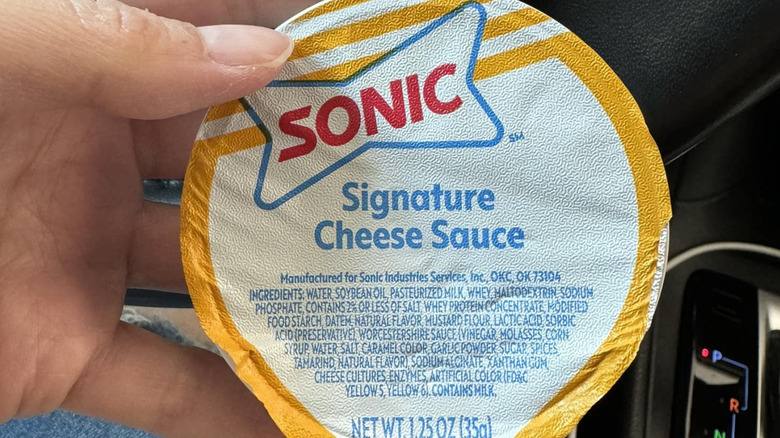 SONIC
SM
Signature
Cheese Sauce
Manufactured for Sonic Industries Services, Inc., OKC, OK 73104
INGREDIENTS: WATER, SOYBEAN OIL, PASTEURIZED MILK, WHEY, MALTODEXTRIN, SODIUM
PHOSPHATE, CONTAINS 2% OR LESS OF SALT, WHEY PROTEIN CONCENTRATE, MODIFIED
FOOD STARCH, DATEM, NATURAL FLAVOR, MUSTARD FLOUR, LACTIC ACID, SORBIC
ACID (PRESERVATIVE), WORCESTERSHIRE SAUCE (VINEGAR, MOLASSES, CORN
SYRUP, WATER, SALT, CARAMEL COLOR, GARLIC POWDER, SUGAR, SPICES,
TAMARIND, NATURAL FLAVOR), SODIUM ALGINATE, XANTHAN GUM,
CHEESE CULTURES, ENZYMES, ARTIFICIAL COLOR (FD&C
YELLOW 5, YELLOW 6). CONTAINS MILK.
NET WT. 1.25 OZ (35g)
P
R
N